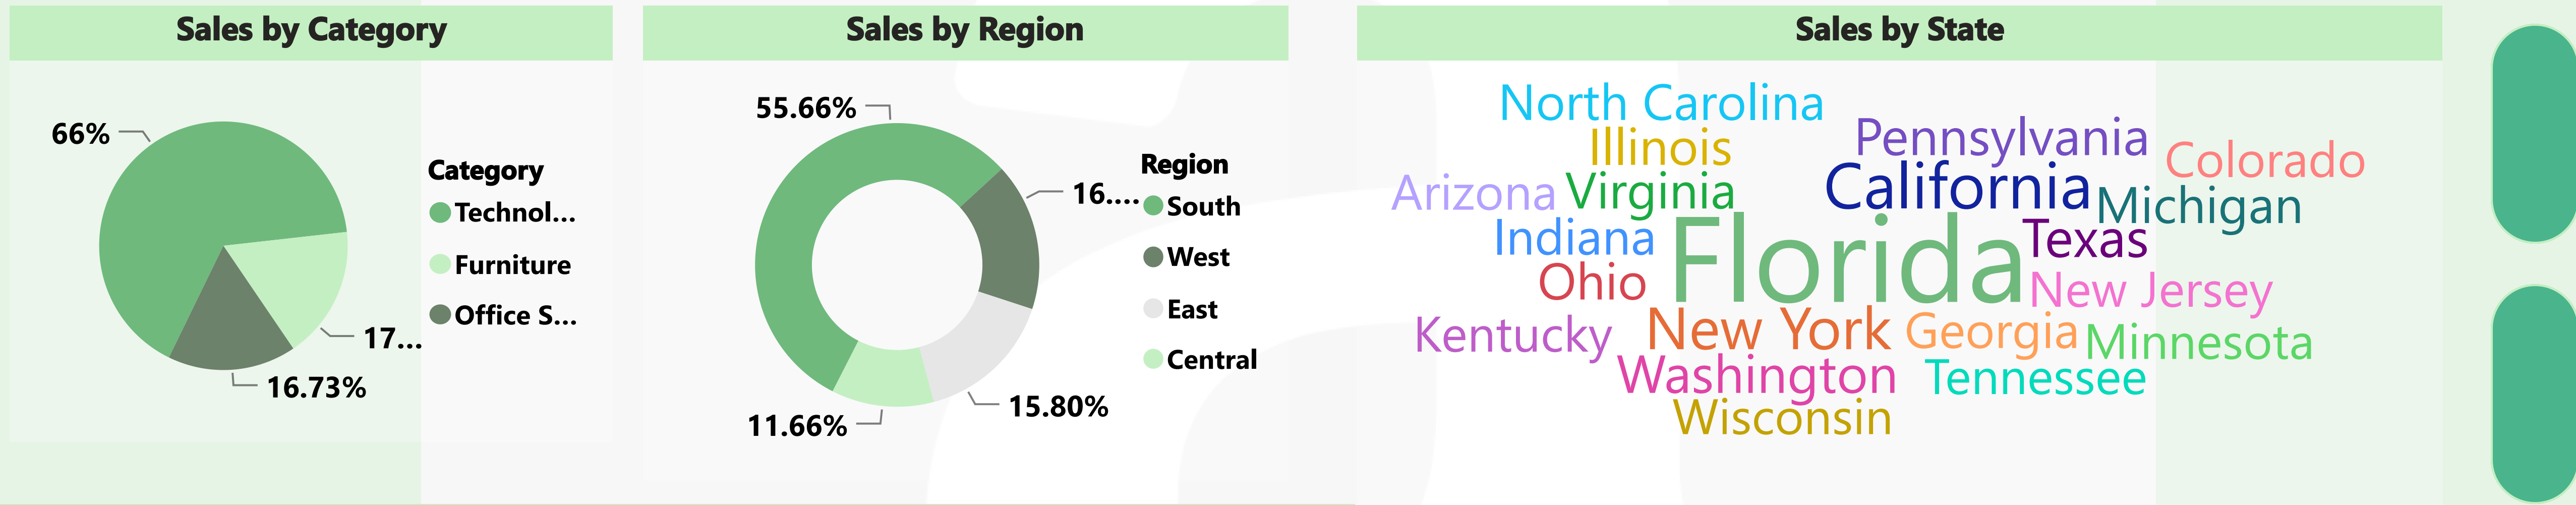 Sales by Category
66%
17...
16.73%
Category
Technol...
Furniture
Office S...
Sales by Region
55.66%
16....
15.80%
11.66%
Region
South
West
East
Central
Sales by State
North Carolina
Illinois
Pennsylvania
Colorado
Arizona
Virginia
California
Michigan
Indiana
Florida
Texas
Ohio
New Jersey
Kentucky
New York
Georgia
Minnesota
Washington
Tennessee
Wisconsin